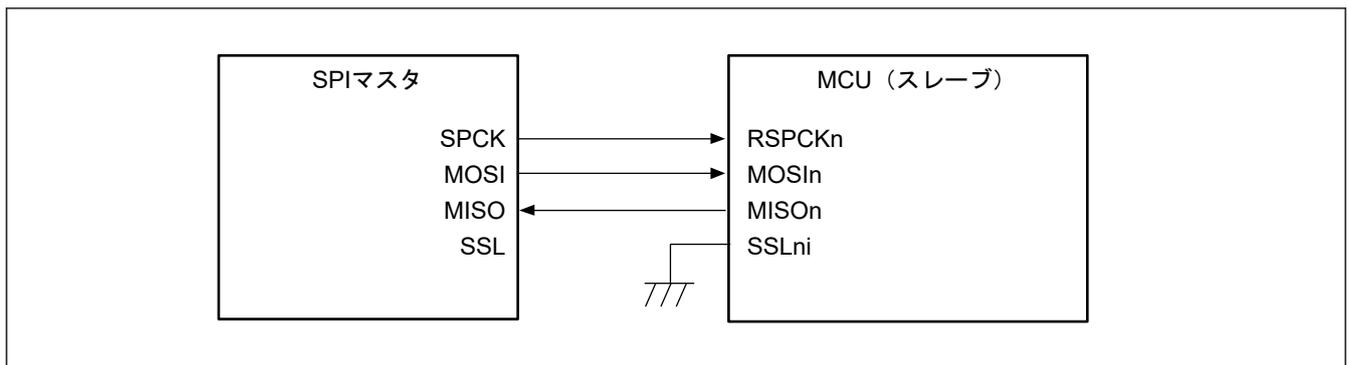 SPIマスタ
MCU（スレーブ）
SPCK
RSPCKn
MOSI
MOSIn
MISO
MISOn
SSL
SSLni